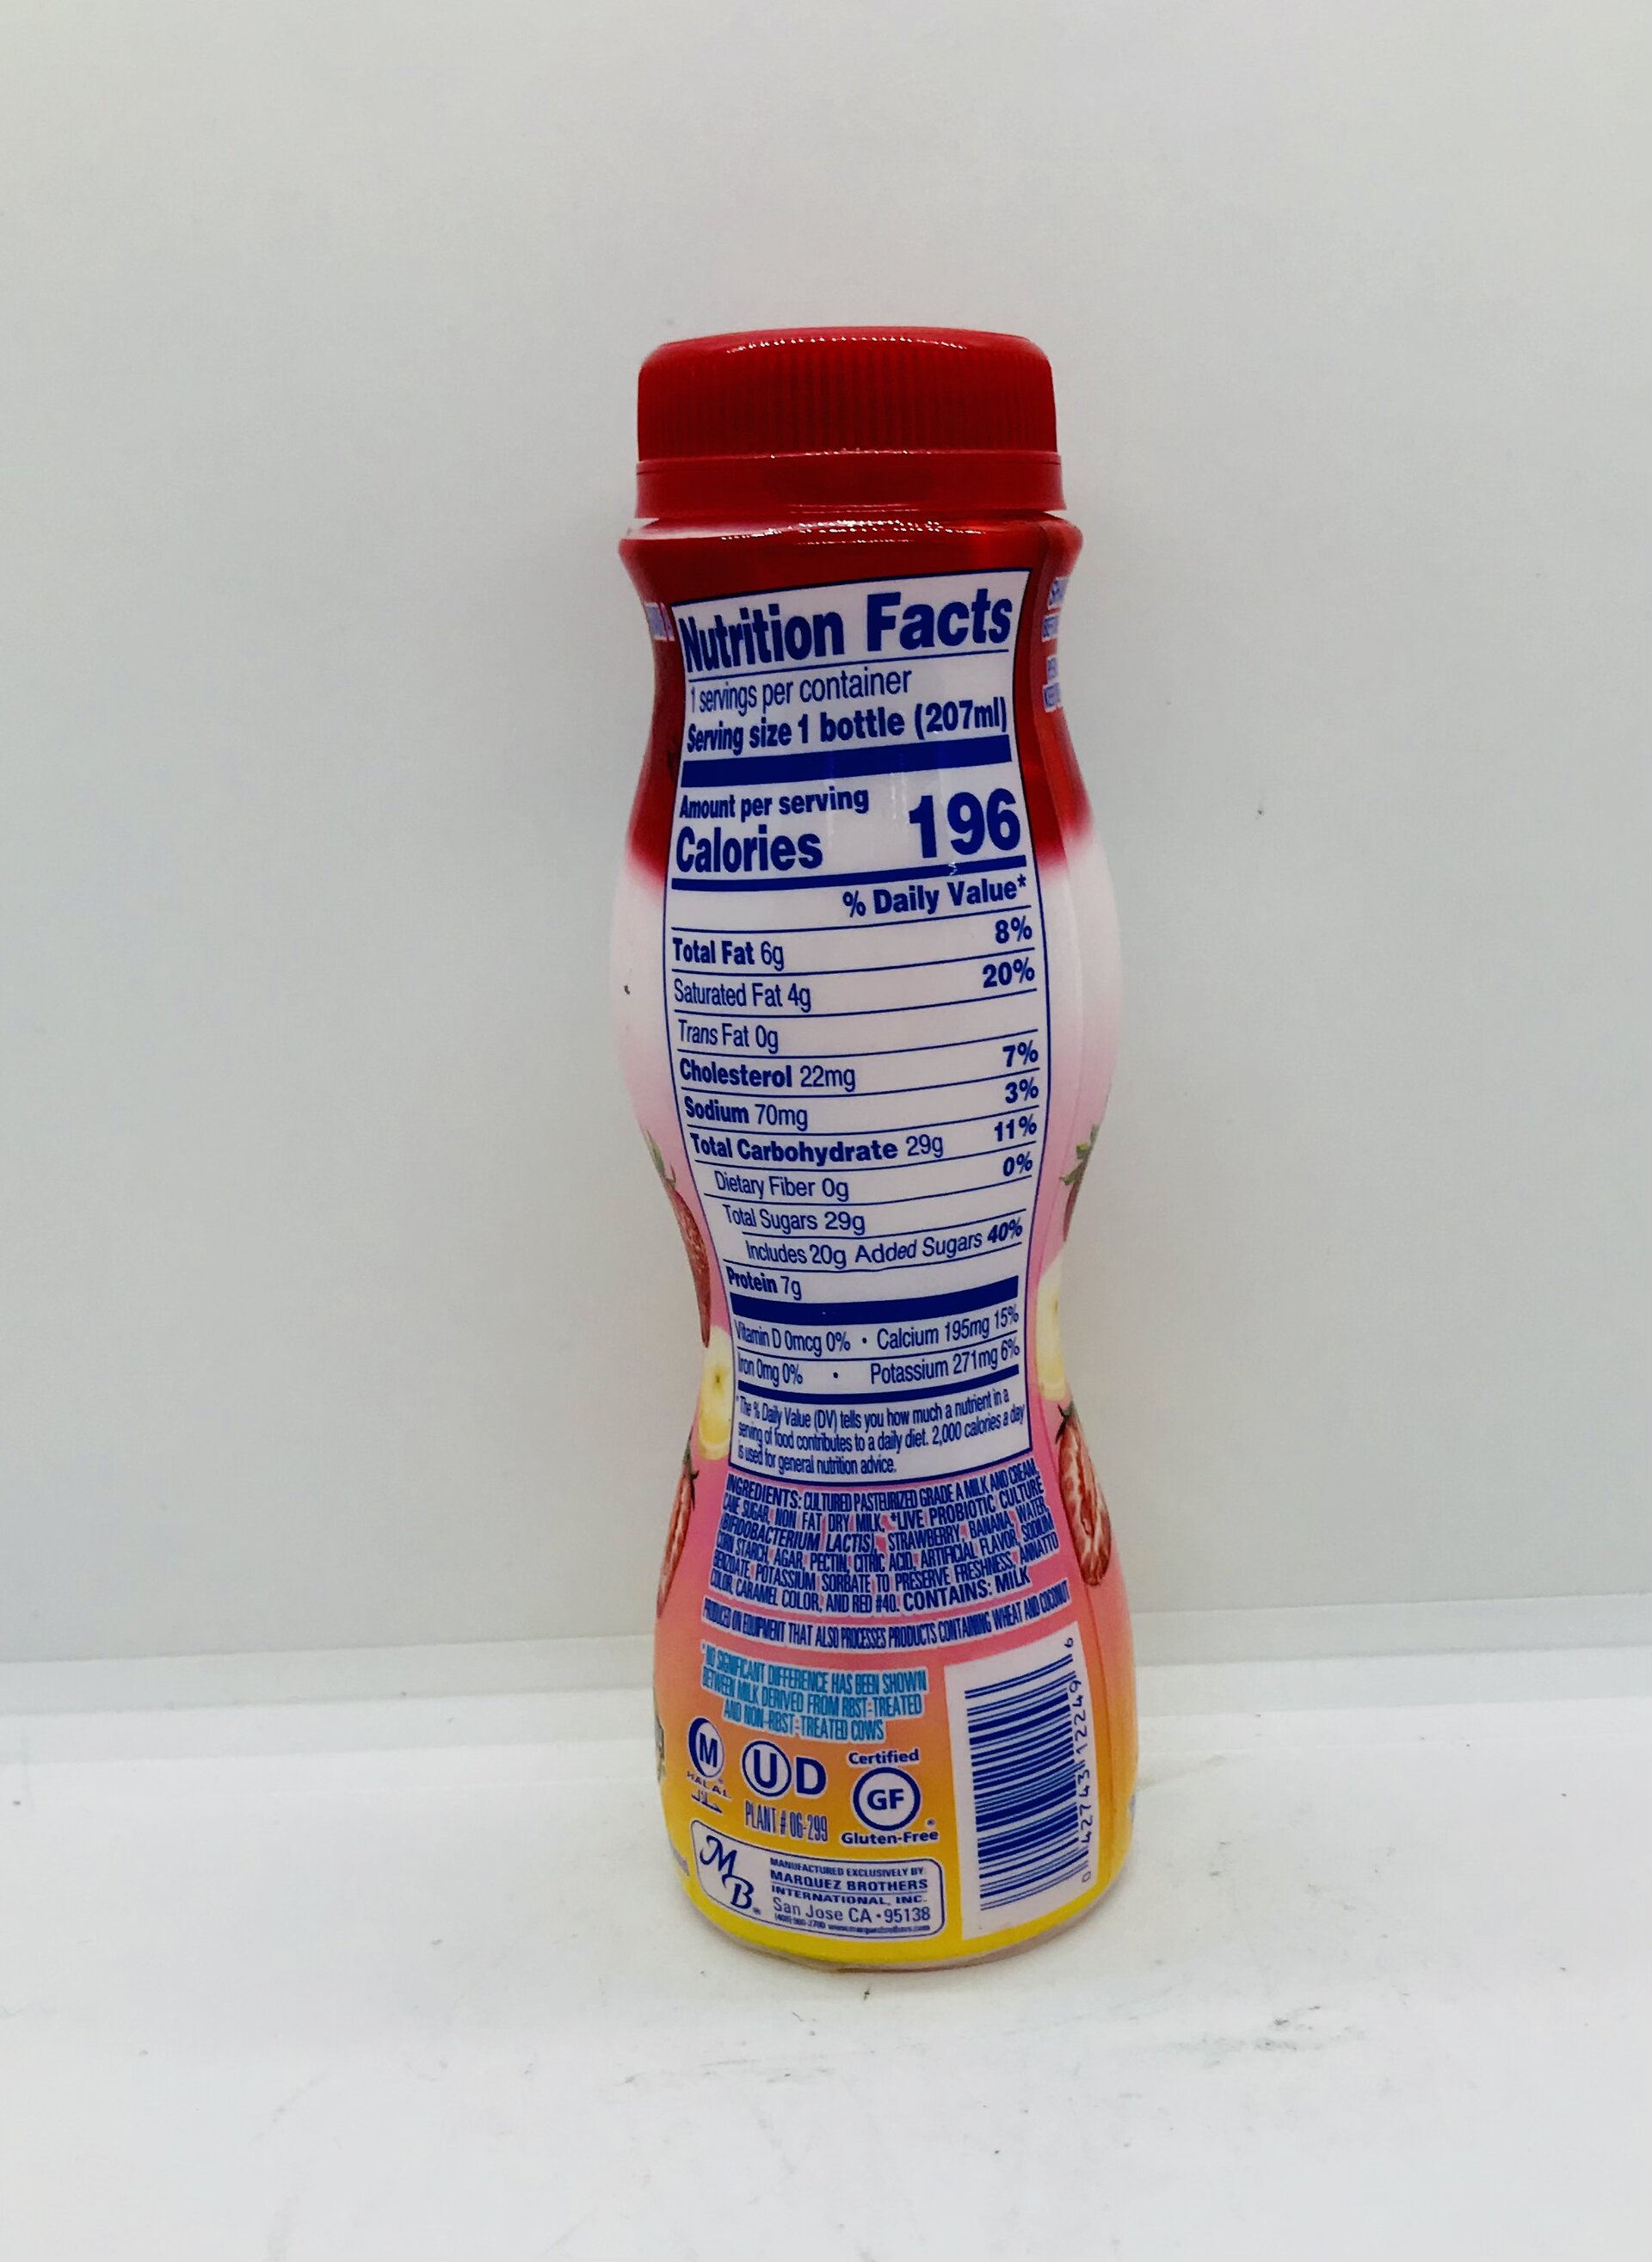 Nutrition Facts
1 servings per container
Serving size 1 bottle (207ml)
Amount per serving
Calories 196
% Daily Value*
Total Fat 6g 8%
Saturated Fat 4g 20%
Trans Fat 0g
Cholesterol 22mg 7%
Sodium 70mg 3%
Total Carbohydrate 29g 11%
Dietary Fiber 0g 0%
Total Sugars 29g
Includes 20g Added Sugars 40%
Protein 7g
Vitamin D 0mcg 0% • Calcium 195mg 15%
Iron 0mg 0% • Potassium 271mg 6%
*The % Daily Value (DV) tells you how much a nutrient in a
serving of food contributes to a daily diet. 2,000 calories a day
is used for general nutrition advice.
INGREDIENTS: CULTURED PASTEURIZED GRADE A MILK AND CREAM,
CANE SUGAR, NON FAT DRY MILK, *LIVE PROBIOTIC CULTURE
(BIFIDOBACTERIUM LACTIS), STRAWBERRY, BANANA, WATER,
CORN STARCH, AGAR, PECTIN, CITRIC ACID, ARTIFICIAL FLAVOR, SODIUM
BENZOATE, POTASSIUM SORBATE TO PRESERVE FRESHNESS, ANNATTO
COLOR, CARAMEL COLOR, AND RED #40. CONTAINS: MILK
PRODUCED ON EQUIPMENT THAT ALSO PROCESSES PRODUCTS CONTAINING WHEAT AND COCONUT
*NO SIGNIFICANT DIFFERENCE HAS BEEN SHOWN
BETWEEN MILK DERIVED FROM RBST-TREATED
AND NON-RBST-TREATED COWS
M
HALAL
حلال
U D
PLANT # 06-299
Certified
GF
Gluten-Free®
MB®
MANUFACTURED EXCLUSIVELY BY
MARQUEZ BROTHERS
INTERNATIONAL, INC.
San Jose CA • 95138
0 42743 12249 6